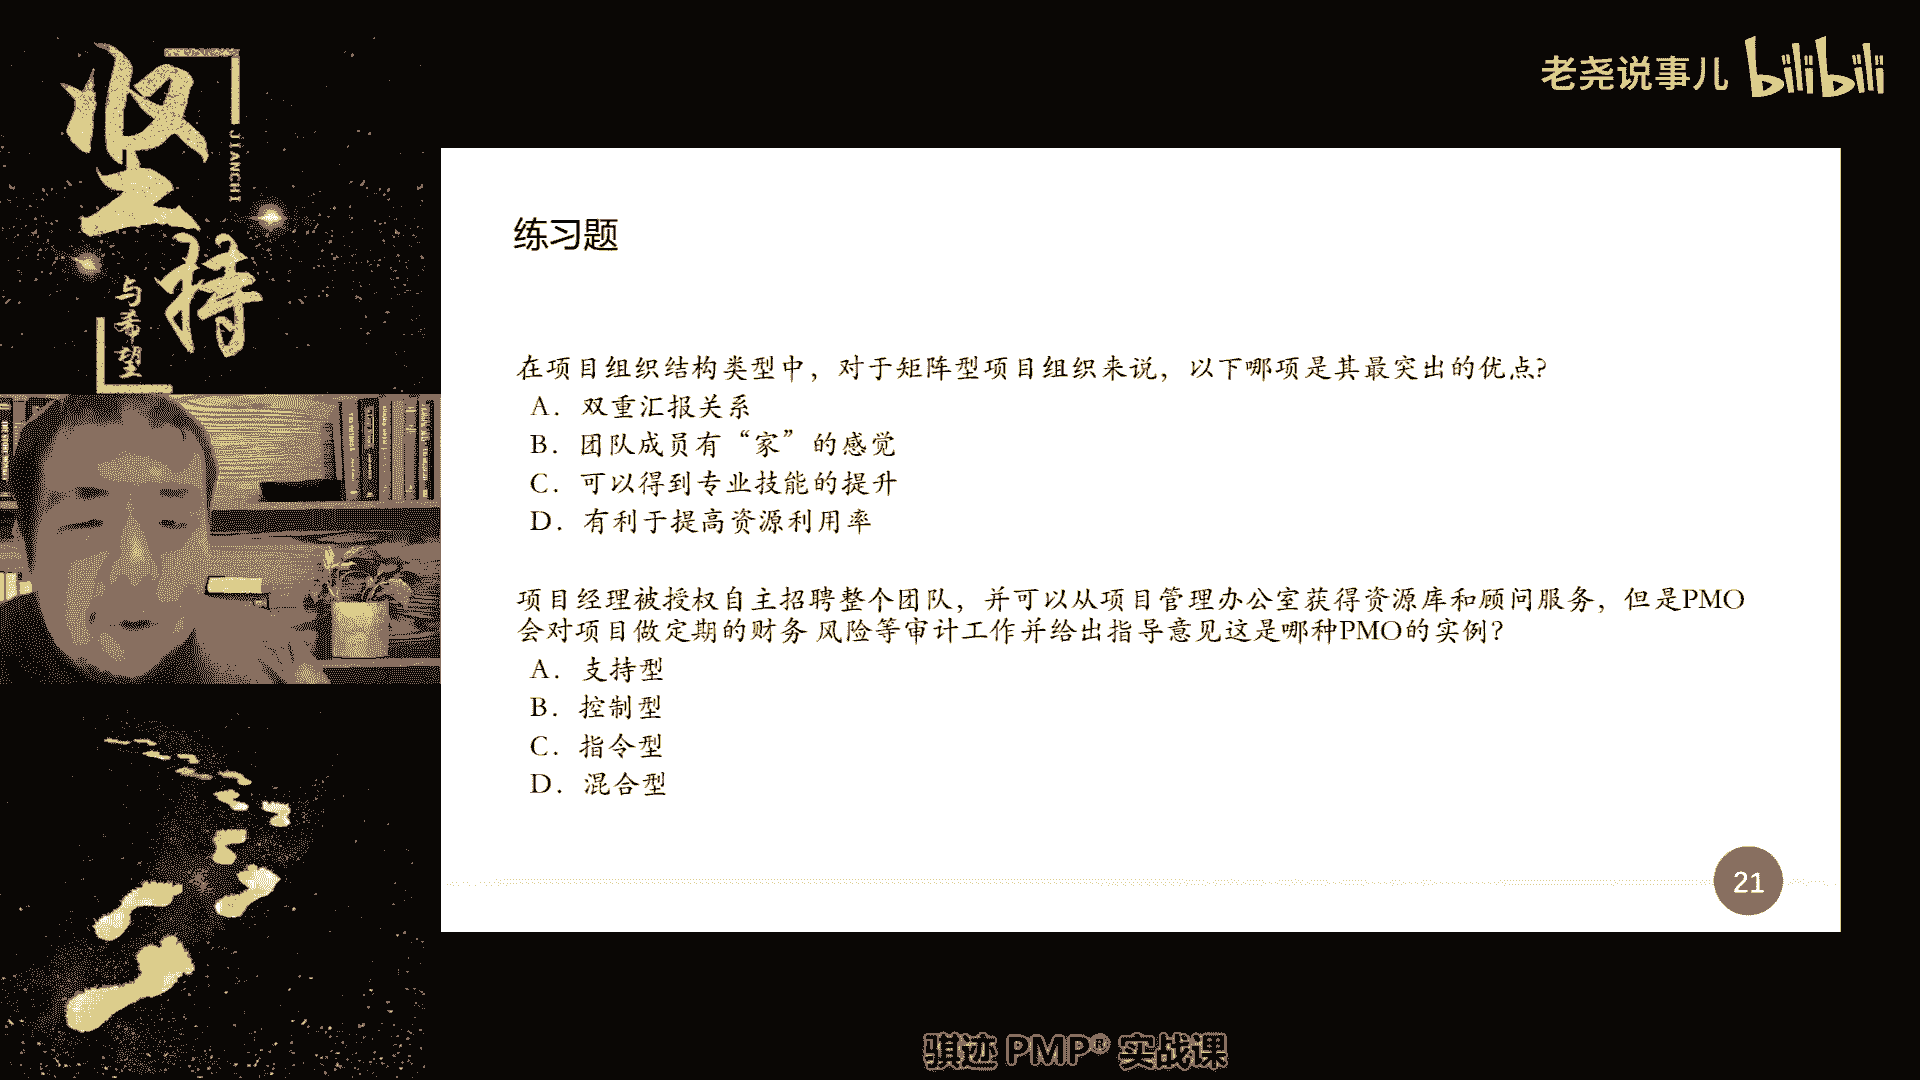 坚持
JIANCHI
与希望
老尧说事儿 bilibili
练习题
在项目组织结构类型中，对于矩阵型项目组织来说，以下哪项是其最突出的优点?
A．双重汇报关系
B．团队成员有“家”的感觉
C．可以得到专业技能的提升
D．有利于提高资源利用率
项目经理被授权自主招聘整个团队，并可以从项目管理办公室获得资源库和顾问服务，但是PMO
会对项目做定期的财务 风险等审计工作并给出指导意见这是哪种PMO的实例?
A．支持型
B．控制型
C．指令型
D．混合型
21
骐迹 PMP® 实战课